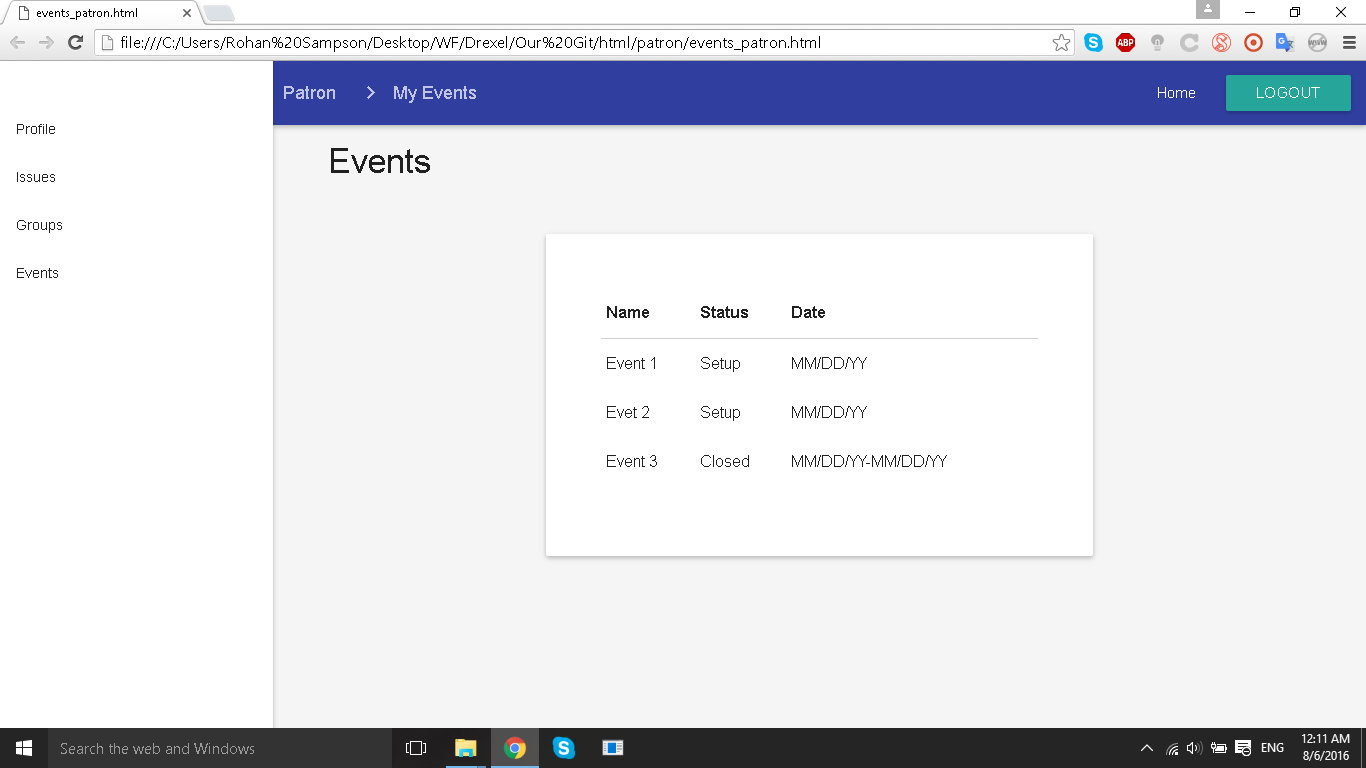 events_patron.html
file:///C:/Users/Rohan%20Sampson/Desktop/WF/Drexel/Our%20Git/html/patron/events_patron.html
ABP
Patron > My Events Home LOGOUT
Profile
Issues
Groups
Events
Events
Name Status Date
Event 1 Setup MM/DD/YY
Evet 2 Setup MM/DD/YY
Event 3 Closed MM/DD/YY-MM/DD/YY
Search the web and Windows
ENG
12:11 AM
8/6/2016